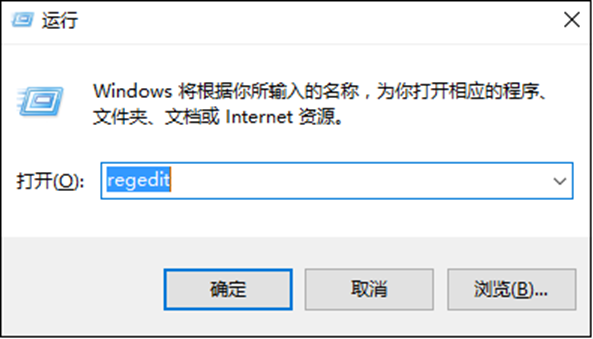 运行
Windows 将根据你所输入的名称，为你打开相应的程序、
文件夹、文档或 Internet 资源。
打开(O): regedit
确定 取消 浏览(B)...